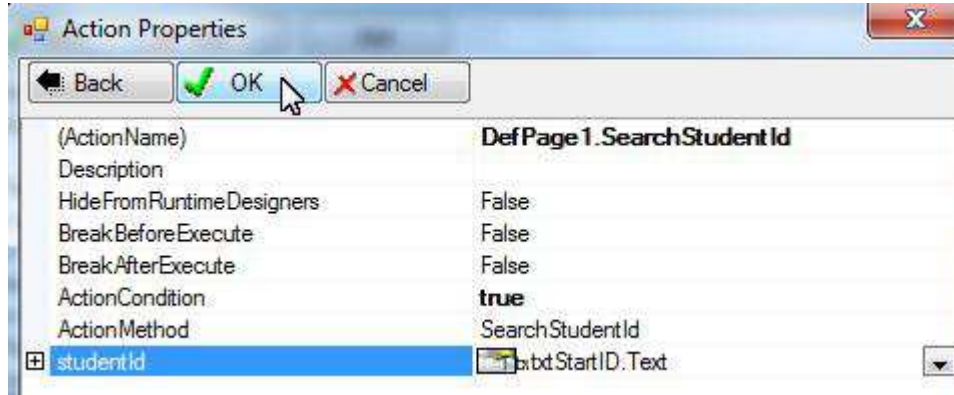 Action Properties
Back OK Cancel
(ActionName) DefPage1.SearchStudentId
Description
HideFromRuntimeDesigners False
BreakBeforeExecute False
BreakAfterExecute False
ActionCondition true
ActionMethod SearchStudentId
studentId txtStartID.Text